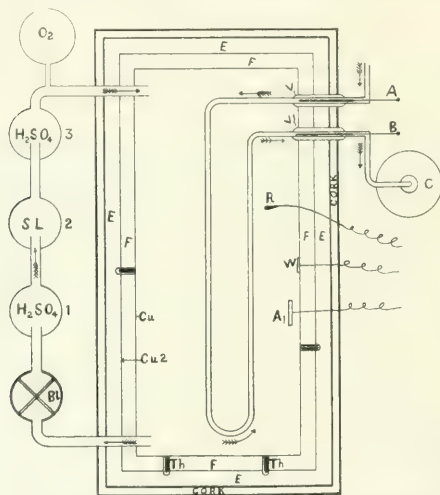 O₂
E
F
L
A
L
B
H₂SO₄ 3
C
CORK
E
R
F
SL 2
F E
W
A₁
H₂SO₄ 1
Cu
Cu2
Bl
Th F Th
E
CORK